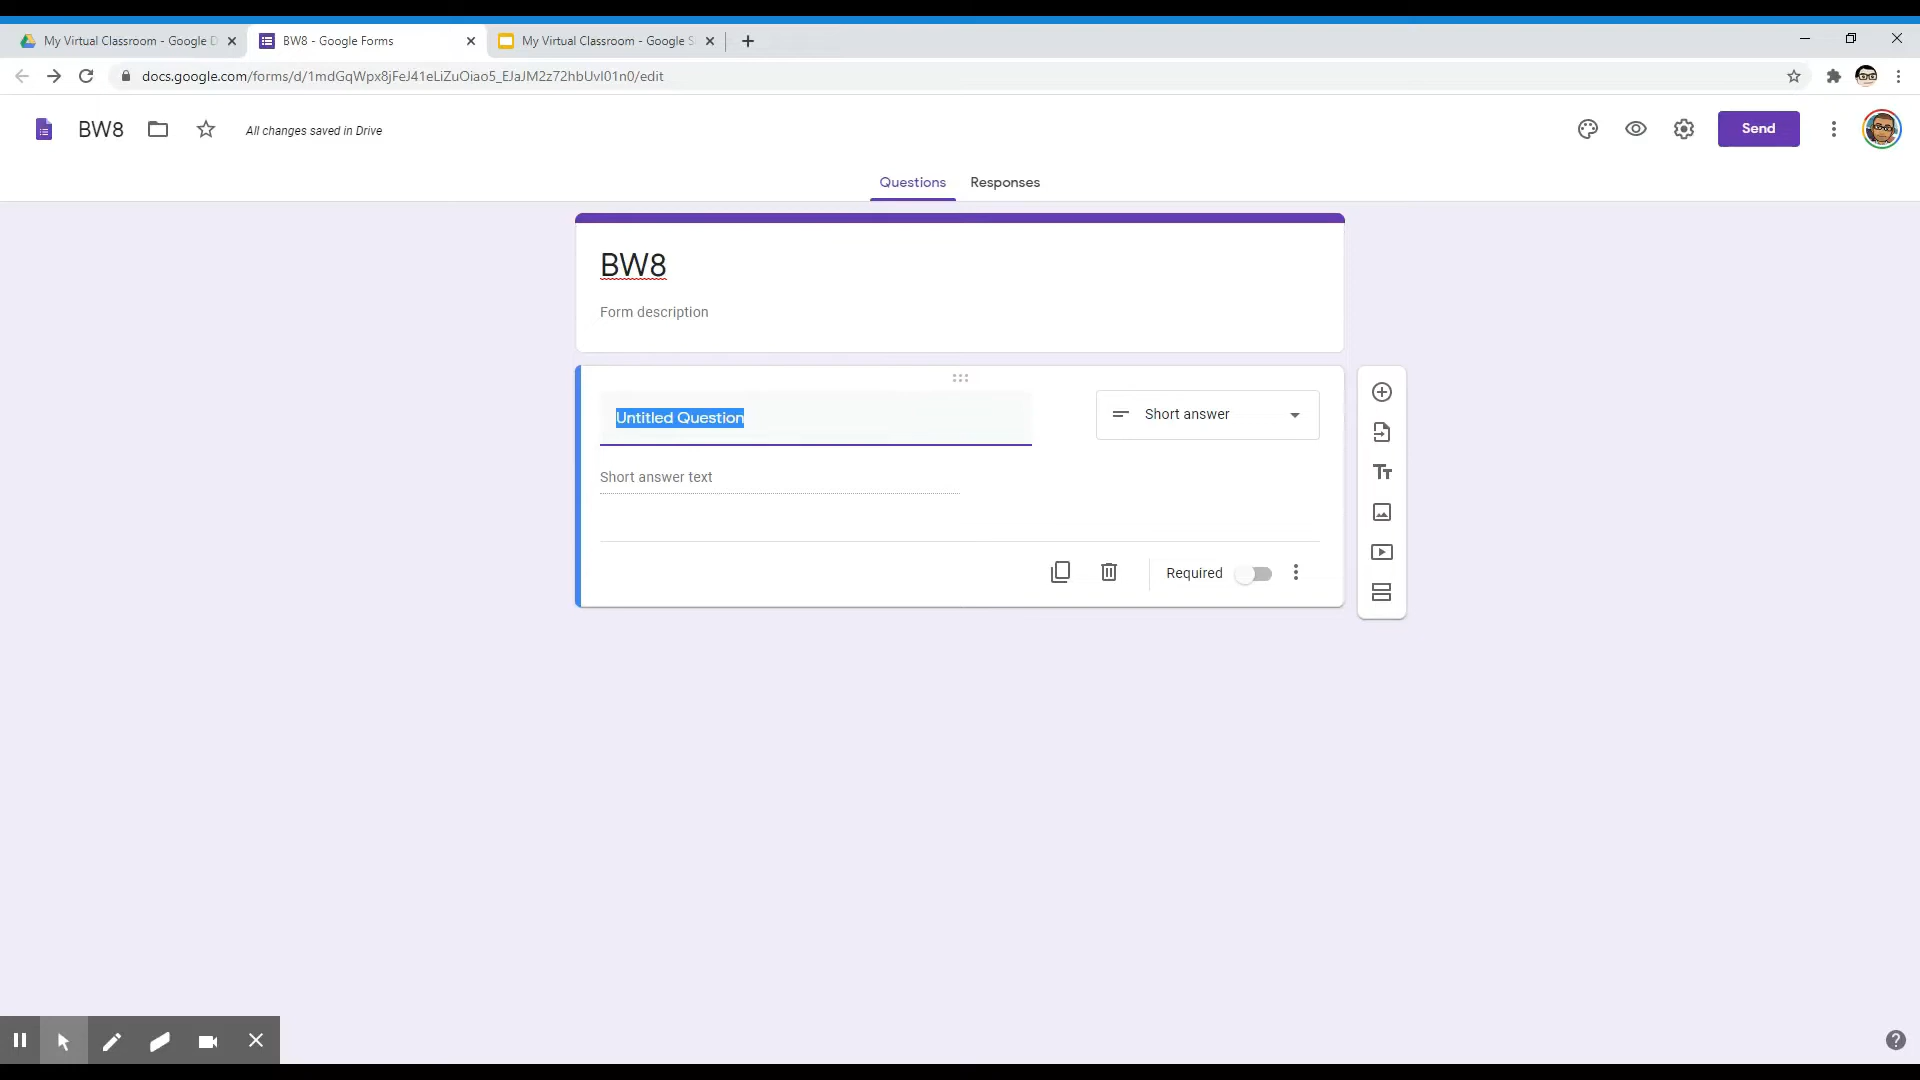 My Virtual Classroom - Google D
BW8 - Google Forms
My Virtual Classroom - Google S
docs.google.com/forms/d/1mdGqWpx8jFeJ41eLiZuOiao5_EJaJM2z72hbUvI01n0/edit
BW8
All changes saved in Drive
Send
Questions
Responses
BW8
Form description
Untitled Question
Short answer
Short answer text
Required